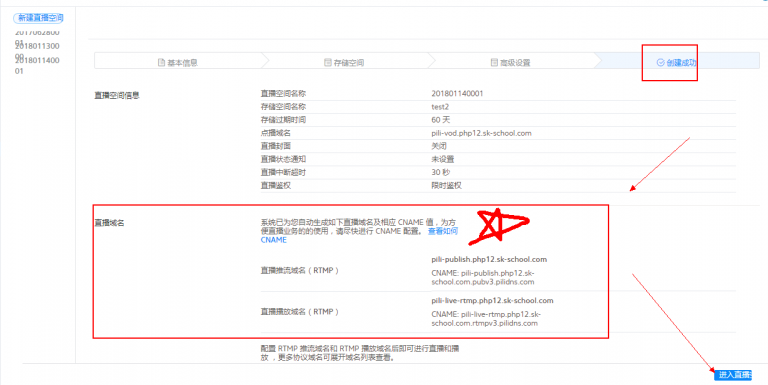 新建直播空间
2017062800
01
2018011300
00
2018011400
01
基本信息
存储空间
高级设置
创建成功
直播空间信息
直播空间名称 201801140001
存储空间名称 test2
存储过期时间 60 天
点播域名 pili-vod.php12.sk-school.com
直播封面 关闭
直播状态通知 未设置
直播中断超时 30 秒
直播鉴权 限时鉴权
直播域名
系统已为您自动生成如下直播域名及相应 CNAME 值，为方
便直播业务的的使用，请尽快进行 CNAME 配置。 查看如何
CNAME
直播推流域名（RTMP）
pili-publish.php12.sk-school.com
CNAME: pili-publish.php12.sk-
school.com.pubv3.pilidns.com
直播播放域名（RTMP）
pili-live-rtmp.php12.sk-school.com
CNAME: pili-live-rtmp.php12.sk-
school.com.rtmpv3.pilidns.com
配置 RTMP 推流域名和 RTMP 播放域名后即可进行直播和播
放 ，更多协议域名可展开域名列表查看。
进入直播